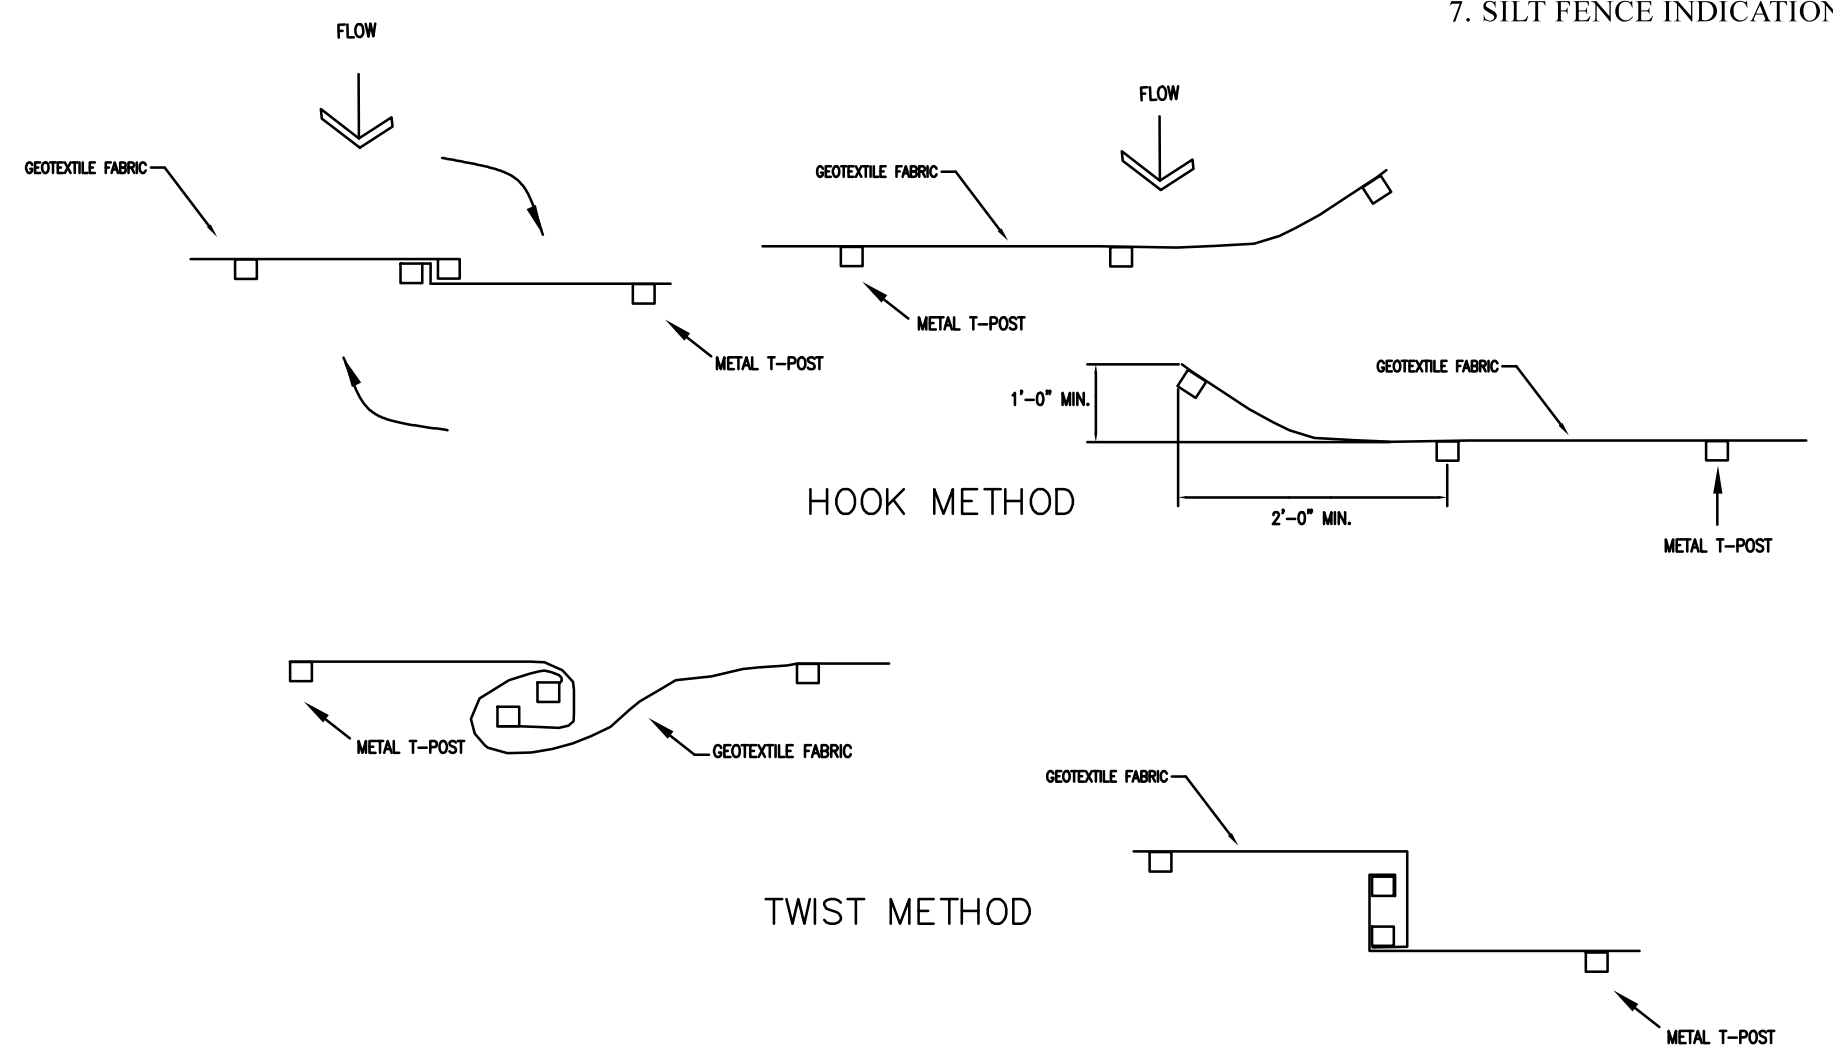 7. SILT FENCE INDICATION
FLOW
FLOW
GEOTEXTILE FABRIC
GEOTEXTILE FABRIC
METAL T-POST
METAL T-POST
GEOTEXTILE FABRIC
1'-0" MIN.
HOOK METHOD
2'-0" MIN.
METAL T-POST
METAL T-POST
GEOTEXTILE FABRIC
GEOTEXTILE FABRIC
TWIST METHOD
METAL T-POST